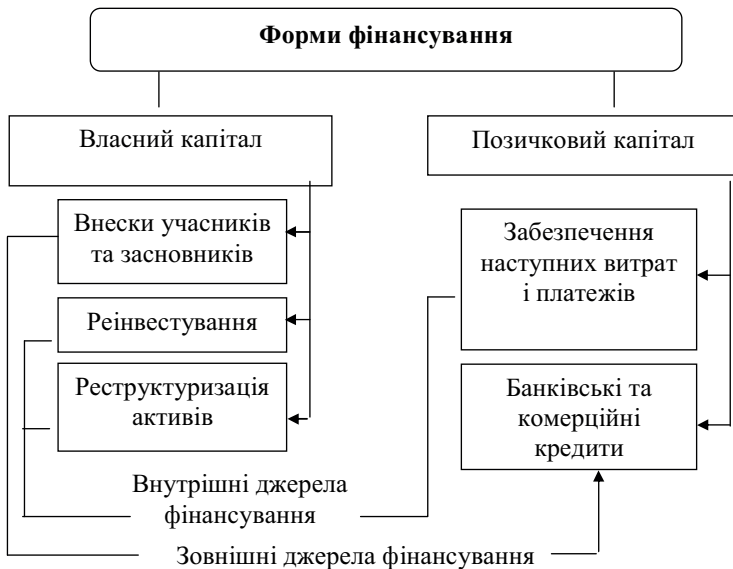 Форми фінансування
Власний капітал
Позичковий капітал
Внески учасників
та засновників
Реінвестування
Реструктуризація
активів
Забезпечення
наступних витрат
і платежів
Банківські та
комерційні
кредити
Внутрішні джерела
фінансування
Зовнішні джерела фінансування